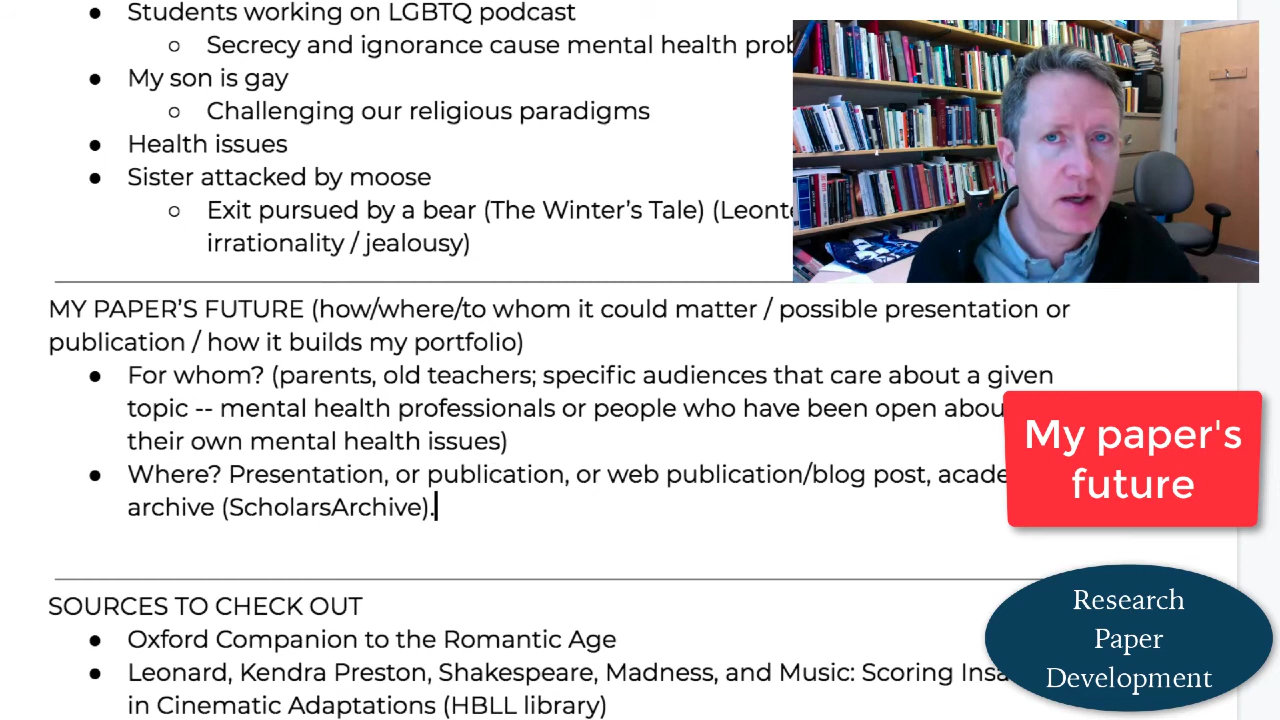 ● Students working on LGBTQ podcast
○ Secrecy and ignorance cause mental health
● My son is gay
○ Challenging our religious paradigms
● Health issues
● Sister attacked by moose
○ Exit pursued by a bear (The Winter’s Tale)
irrationality / jealousy)
MY PAPER’S FUTURE (how/where/to whom it could matter / possible presentation or
publication / how it builds my portfolio)
● For whom? (parents, old teachers; specific audiences that care about a given
topic -- mental health professionals or people who have been open
their own mental health issues)
● Where? Presentation, or publication, or web publication/blog post,
archive (ScholarsArchive).
My paper's
future
SOURCES TO CHECK OUT
● Oxford Companion to the Romantic Age
● Leonard, Kendra Preston, Shakespeare, Madness, and Music: Scoring
in Cinematic Adaptations (HBLL library)
Research
Paper
Development